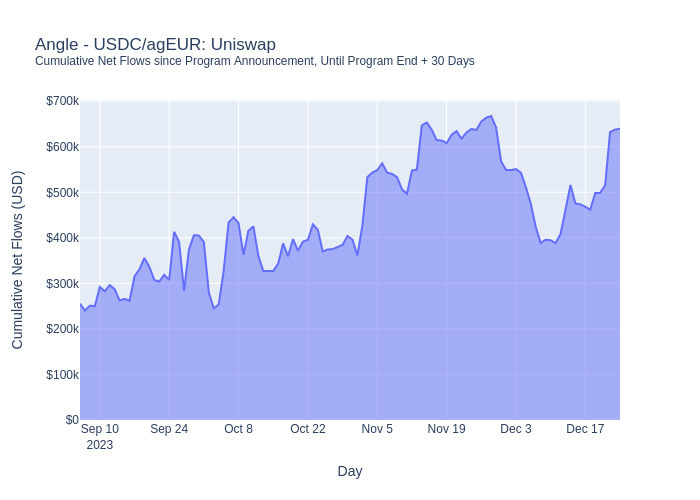 Angle - USDC/agEUR: Uniswap
Cumulative Net Flows since Program Announcement, Until Program End + 30 Days
Cumulative Net Flows (USD)
$700k
$600k
$500k
$400k
$300k
$200k
$100k
$0
Sep 10 Sep 24 Oct 8 Oct 22 Nov 5 Nov 19 Dec 3 Dec 17
2023
Day